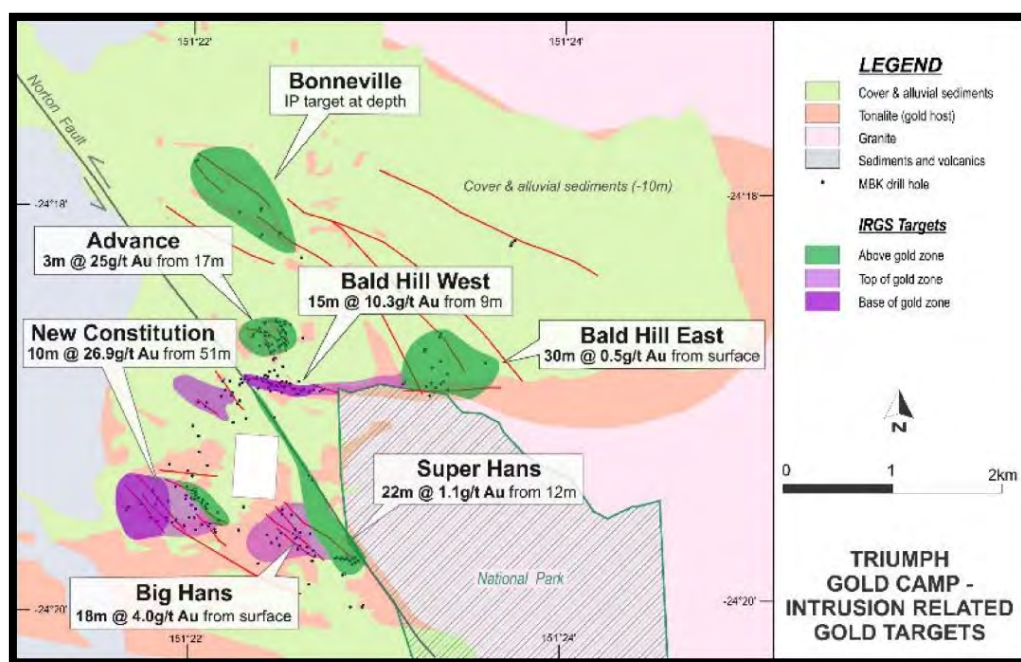 151°22'
151°24'
Norton Fault
Bonneville
IP target at depth
Cover & alluvial sediments (-10m)
-24°18'
-24°18'
Advance
3m @ 25g/t Au from 17m
Bald Hill West
15m @ 10.3g/t Au from 9m
New Constitution
10m @ 26.9g/t Au from 51m
Bald Hill East
30m @ 0.5g/t Au from surface
Super Hans
22m @ 1.1g/t Au from 12m
National Park
Big Hans
18m @ 4.0g/t Au from surface
-24°20'
-24°20'
151°22'
151°24'
LEGEND
Cover & alluvial sediments
Tonalite (gold host)
Granite
Sediments and volcanics
MBK drill hole
IRGS Targets
Above gold zone
Top of gold zone
Base of gold zone
N
0 1 2km
TRIUMPH
GOLD CAMP -
INTRUSION RELATED
GOLD TARGETS